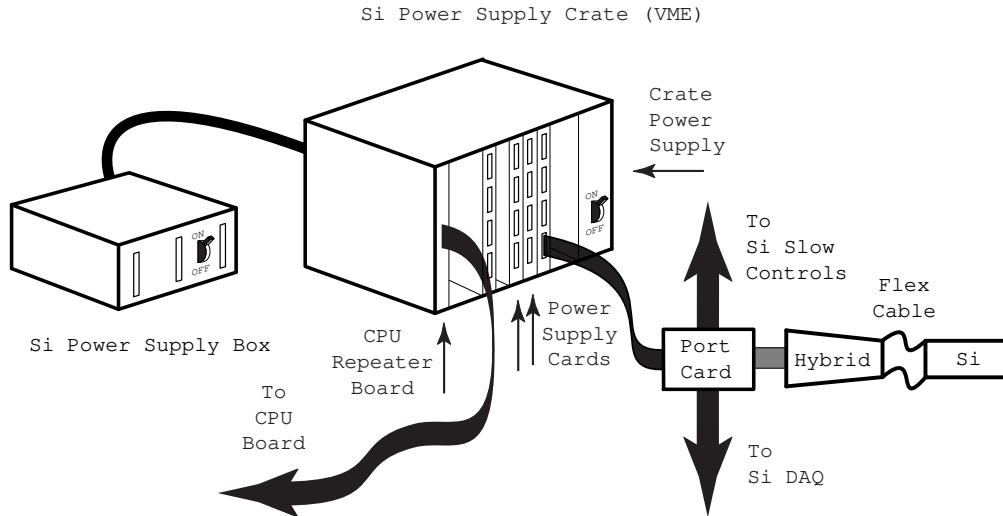 Si Power Supply Crate (VME)
Crate
Power
Supply
ON
OFF
ON
OFF
To
Si Slow
Controls
Flex
Cable
Si Power Supply Box
CPU
Repeater
Board
Power
Supply
Cards
Port
Card
Hybrid
Si
To
CPU
Board
To
Si DAQ